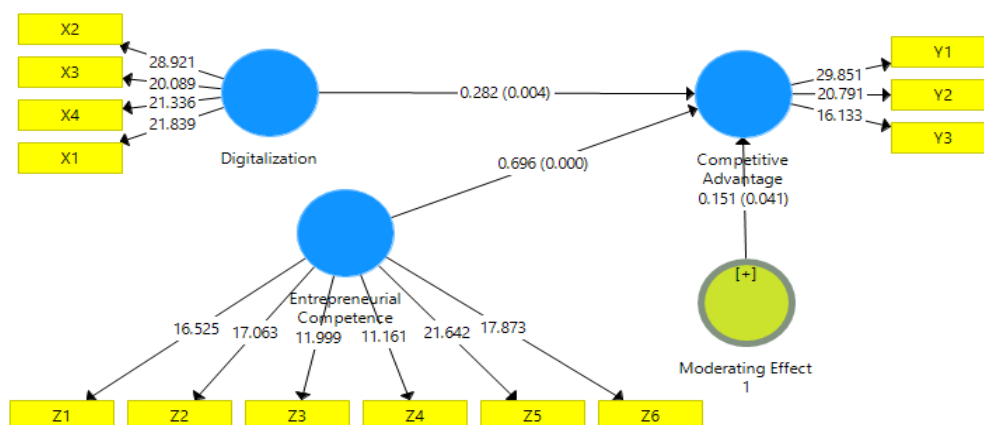 X2
X3
X4
X1
28.921
20.089
21.336
21.839
Digitalization
0.282 (0.004)
0.696 (0.000)
Competitive
Advantage
0.151 (0.041)
29.851
20.791
16.133
Y1
Y2
Y3
Entrepreneurial
Competence
16.525
17.063
11.999
11.161
21.642
17.873
[+]
Moderating Effect
1
Z1
Z2
Z3
Z4
Z5
Z6